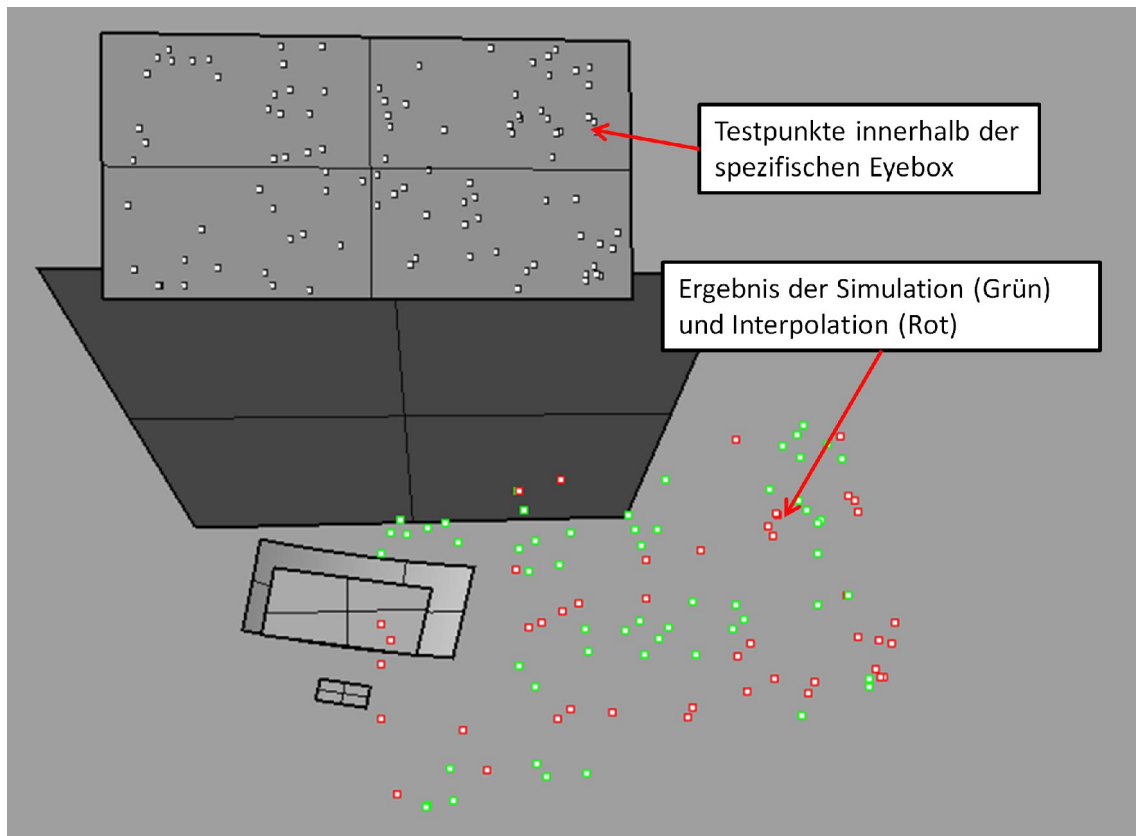 Testpunkte innerhalb der
spezifischen Eyebox
Ergebnis der Simulation (Grün)
und Interpolation (Rot)